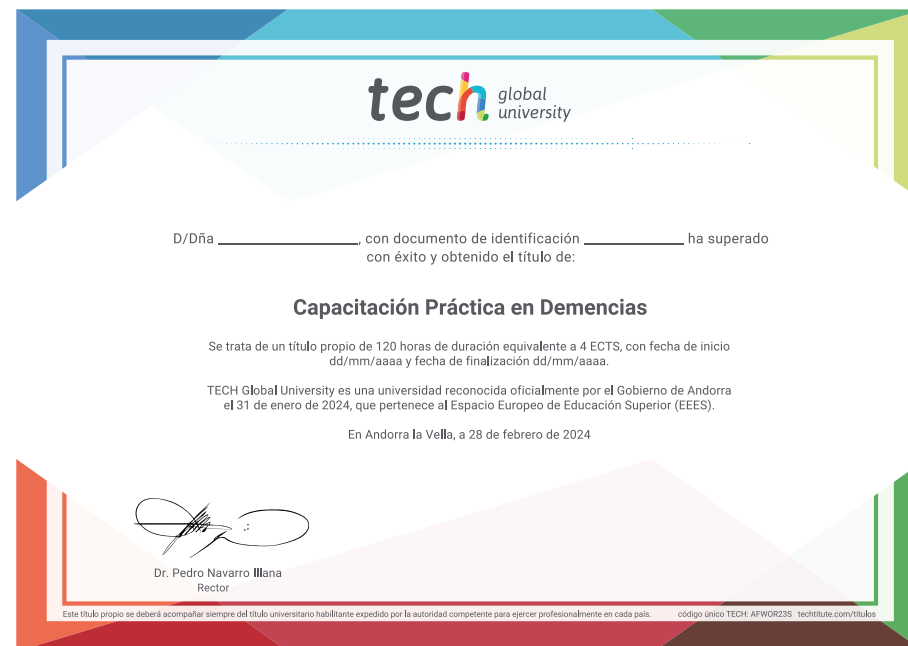 tech global university
D/Dña ____________________, con documento de identificación ______________ ha superado
con éxito y obtenido el título de:
Capacitación Práctica en Demencias
Se trata de un título propio de 120 horas de duración equivalente a 4 ECTS, con fecha de inicio
dd/mm/aaaa y fecha de finalización dd/mm/aaaa.
TECH Global University es una universidad reconocida oficialmente por el Gobierno de Andorra
el 31 de enero de 2024, que pertenece al Espacio Europeo de Educación Superior (EEES).
En Andorra la Vella, a 28 de febrero de 2024
Dr. Pedro Navarro Illana
Rector
Este título propio se deberá acompañar siempre del título universitario habilitante expedido por la autoridad competente para ejercer profesionalmente en cada país. código único TECH: AFWOR23S techtitute.com/titulos